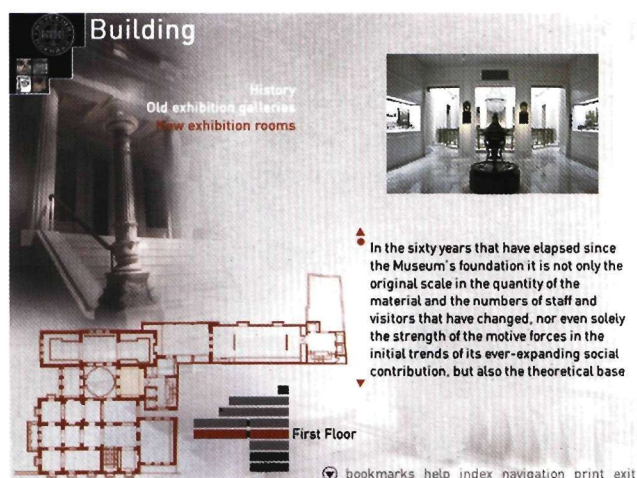 Building
History
Old exhibition galleries
New exhibition rooms
In the sixty years that have elapsed since
the Museum's foundation it is not only the
original scale in the quantity of the
material and the numbers of staff and
visitors that have changed, nor even solely
the strength of the motive forces in the
initial trends of its ever-expanding social
contribution, but also the theoretical base
First Floor
bookmarks help index navigation print exit